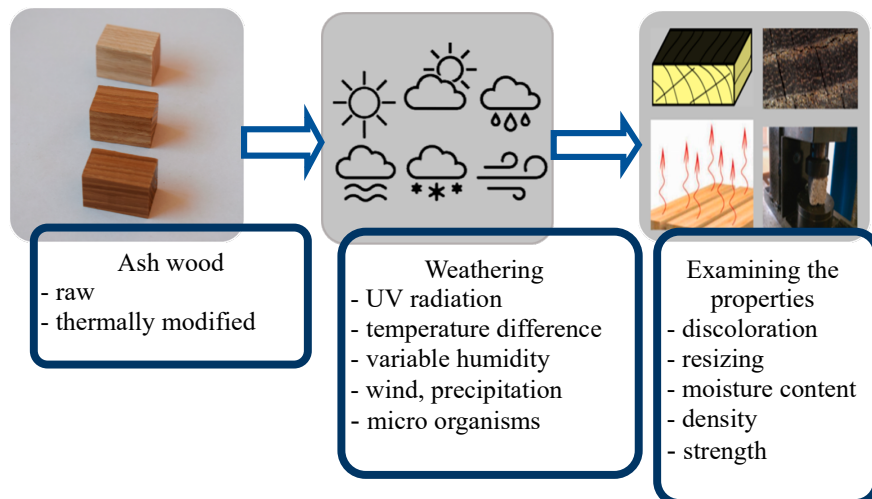 Ash wood
- raw
- thermally modified
Weathering
- UV radiation
- temperature difference
- variable humidity
- wind, precipitation
- micro organisms
Examining the
properties
- discoloration
- resizing
- moisture content
- density
- strength